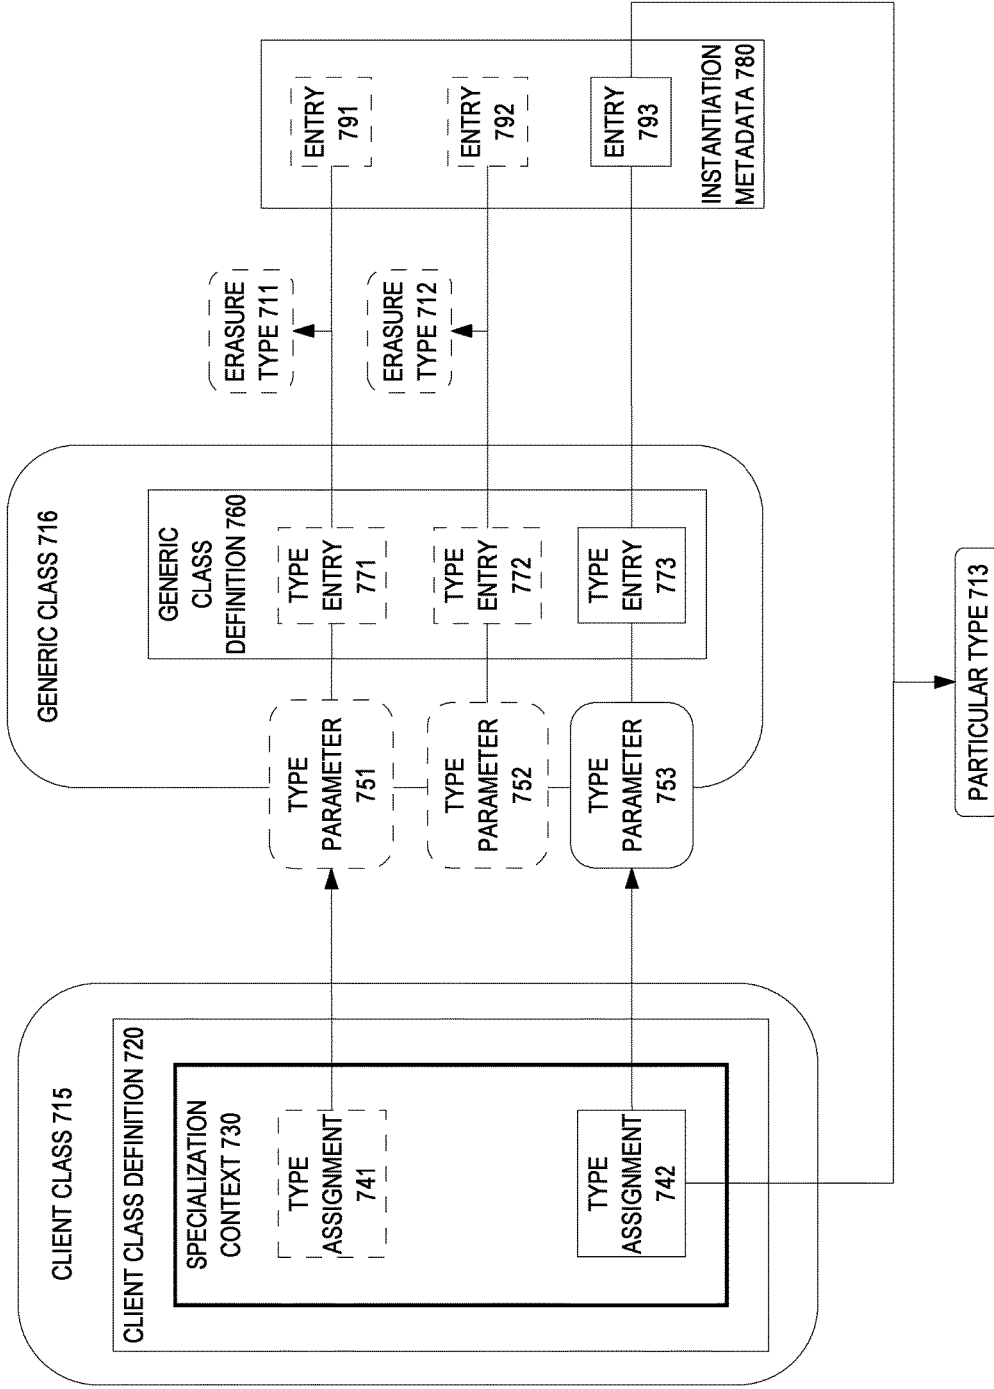 CLIENT CLASS 715
CLIENT CLASS DEFINITION 720
SPECIALIZATION
CONTEXT 730
TYPE
ASSIGNMENT
741
TYPE
ASSIGNMENT
742
GENERIC CLASS 716
TYPE
PARAMETER
751
TYPE
PARAMETER
752
TYPE
PARAMETER
753
GENERIC
CLASS
DEFINITION 760
TYPE
ENTRY
771
TYPE
ENTRY
772
TYPE
ENTRY
773
ERASURE
TYPE 711
ERASURE
TYPE 712
ENTRY
791
ENTRY
792
ENTRY
793
INSTANTIATION
METADATA 780
PARTICULAR TYPE 713